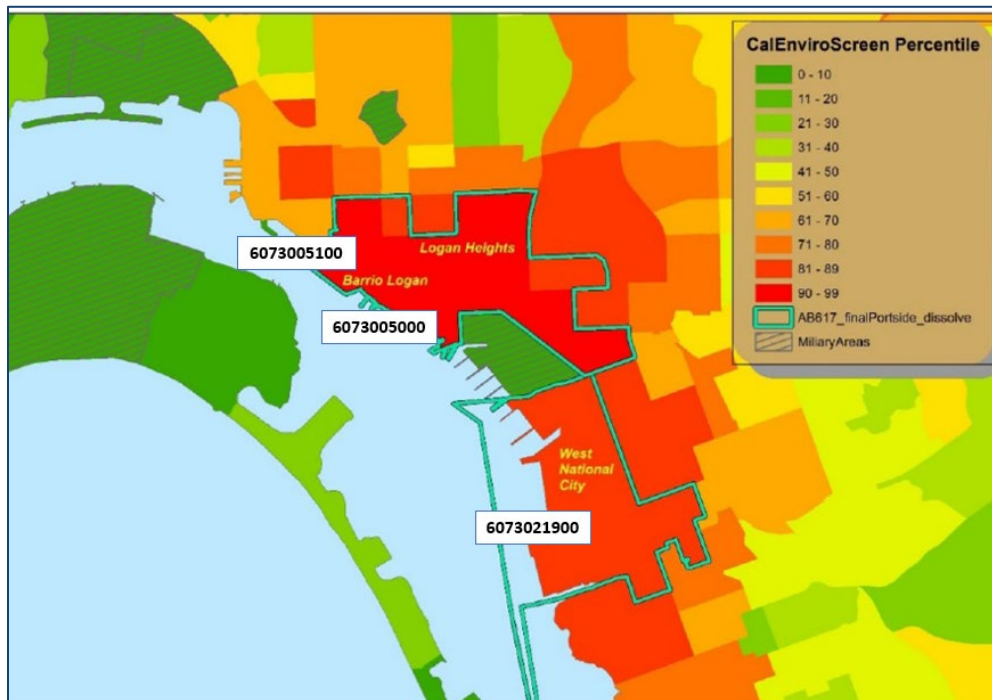 CalEnviroScreen Percentile
0 - 10
11 - 20
21 - 30
31 - 40
41 - 50
51 - 60
61 - 70
71 - 80
81 - 89
90 - 99
AB617_finalPortside_dissolve
MiliaryAreas
6073005100
Logan Heights
Barrio Logan
6073005000
West
National
City
6073021900